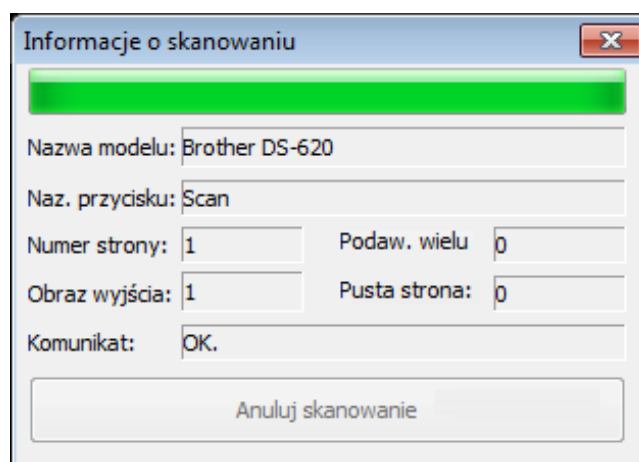 Informacje o skanowaniu
Nazwa modelu: Brother DS-620
Naz. przycisku: Scan
Numer strony: 1 Podaw. wielu 0
Obraz wyjścia: 1 Pusta strona: 0
Komunikat: OK.
Anuluj skanowanie